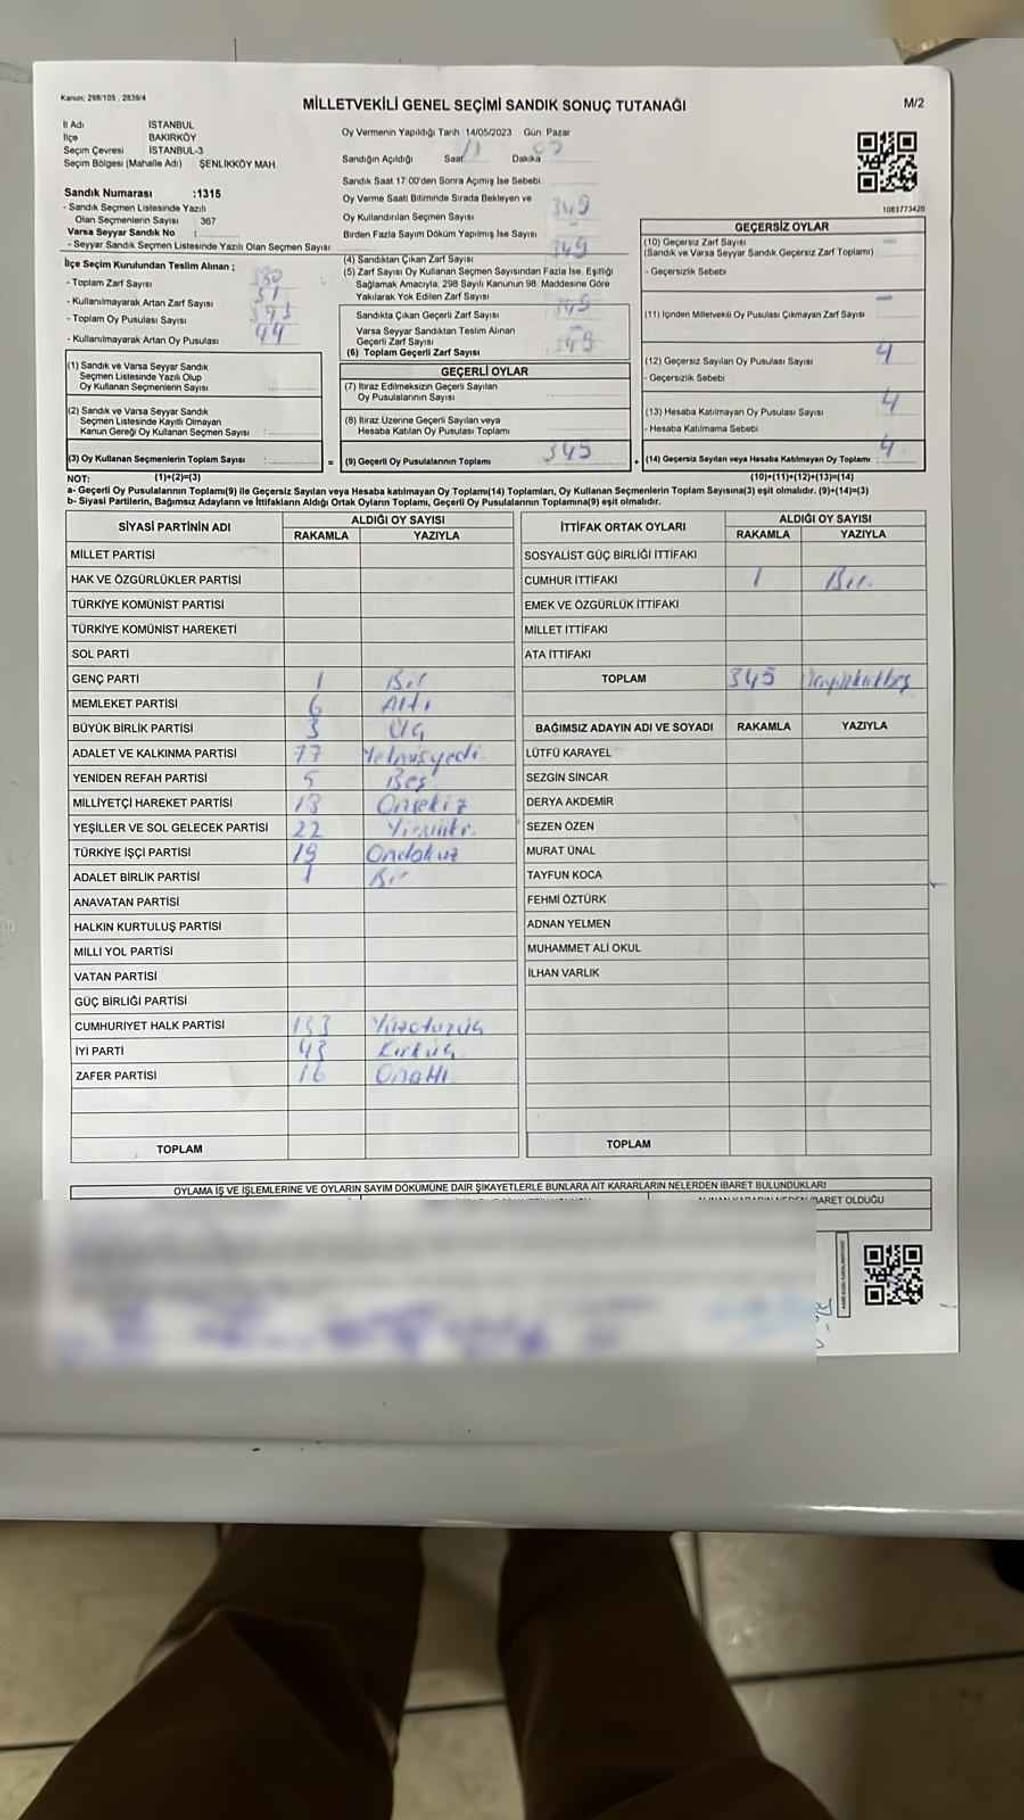 Kanun: 298/105 , 2839/4
MİLLETVEKİLİ GENEL SEÇİMİ SANDIK SONUÇ TUTANAĞI
M/2
İl Adı İSTANBUL
İlçe BAKIRKÖY
Seçim Çevresi İSTANBUL-3
Seçim Bölgesi (Mahalle Adı) ŞENLİKKÖY MAH.
Oy Vermenin Yapıldığı Tarih 14/05/2023 Gün Pazar
Sandığın Açıldığı Saat Dakika
Sandık Saat 17:00'den Sonra Açılmış İse Sebebi
Oy Verme Saati Bitiminde Sırada Bekleyen ve
Oy Kullandırılan Seçmen Sayısı 349
Birden Fazla Sayım Döküm Yapılmış İse Sayısı
1081773420
Sandık Numarası :1315
- Sandık Seçmen Listesinde Yazılı
Olan Seçmenlerin Sayısı 367
Varsa Seyyar Sandık No :
- Seyyar Sandık Seçmen Listesinde Yazılı Olan Seçmen Sayısı
İlçe Seçim Kurulundan Teslim Alınan ;
- Toplam Zarf Sayısı 380
- Kullanılmayarak Artan Zarf Sayısı 31
- Toplam Oy Pusulası Sayısı 393
- Kullanılmayarak Artan Oy Pusulası 44
(1) Sandık ve Varsa Seyyar Sandık
Seçmen Listesinde Yazılı Olup
Oy Kullanan Seçmenlerin Sayısı
(2) Sandık ve Varsa Seyyar Sandık
Seçmen Listesinde Kayıtlı Olmayan
Kanun Gereği Oy Kullanan Seçmen Sayısı
(3) Oy Kullanan Seçmenlerin Toplam Sayısı
=
(4) Sandıktan Çıkan Zarf Sayısı 349
(5) Zarf Sayısı Oy Kullanan Seçmen Sayısından Fazla İse, Eşitliği
Sağlamak Amacıyla, 298 Sayılı Kanunun 98. Maddesine Göre
Yakılarak Yok Edilen Zarf Sayısı
Sandıkta Çıkan Geçerli Zarf Sayısı 349
Varsa Seyyar Sandıktan Teslim Alınan
Geçerli Zarf Sayısı
(6) Toplam Geçerli Zarf Sayısı 349
GEÇERLİ OYLAR
(7) İtiraz Edilmeksizin Geçerli Sayılan
Oy Pusulalarının Sayısı
(8) İtiraz Üzerine Geçerli Sayılan veya
Hesaba Katılan Oy Pusulası Toplamı
(9) Geçerli Oy Pusulalarının Toplamı 345
+
GEÇERSİZ OYLAR
(10) Geçersiz Zarf Sayısı —
(Sandık ve Varsa Seyyar Sandık Geçersiz Zarf Toplamı)
- Geçersizlik Sebebi
(11) İçinden Milletvekili Oy Pusulası Çıkmayan Zarf Sayısı —
(12) Geçersiz Sayılan Oy Pusulası Sayısı 4
- Geçersizlik Sebebi
(13) Hesaba Katılmayan Oy Pusulası Sayısı 4
- Hesaba Katılmama Sebebi
(14) Geçersiz Sayılan veya Hesaba Katılmayan Oy Toplamı 4
NOT: (1)+(2)=(3) (10)+(11)+(12)+(13)=(14)
a- Geçerli Oy Pusulalarının Toplamı(9) ile Geçersiz Sayılan veya Hesaba katılmayan Oy Toplamı(14) Toplamları, Oy Kullanan Seçmenlerin Toplam Sayısına(3) eşit olmalıdır. (9)+(14)=(3)
b- Siyasi Partilerin, Bağımsız Adayların ve İttifakların Aldığı Ortak Oyların Toplamı, Geçerli Oy Pusulalarının Toplamına(9) eşit olmalıdır.
SİYASİ PARTİNİN ADI ALDIĞI OY SAYISI
RAKAMLA YAZIYLA
MİLLET PARTİSİ
HAK VE ÖZGÜRLÜKLER PARTİSİ
TÜRKİYE KOMÜNİST PARTİSİ
TÜRKİYE KOMÜNİST HAREKETİ
SOL PARTİ
GENÇ PARTİ 1 Bir
MEMLEKET PARTİSİ 6 Altı
BÜYÜK BİRLİK PARTİSİ 3 Üç
ADALET VE KALKINMA PARTİSİ 77 Yetmişyedi
YENİDEN REFAH PARTİSİ 5 Beş
MİLLİYETÇİ HAREKET PARTİSİ 18 Onsekiz
YEŞİLLER VE SOL GELECEK PARTİSİ 22 Yirmiiki
TÜRKİYE İŞÇİ PARTİSİ 19 Ondokuz
ADALET BİRLİK PARTİSİ 1 Bir
ANAVATAN PARTİSİ
HALKIN KURTULUŞ PARTİSİ
MİLLİ YOL PARTİSİ
VATAN PARTİSİ
GÜÇ BİRLİĞİ PARTİSİ
CUMHURİYET HALK PARTİSİ 133 Yüzotuzüç
İYİ PARTİ 43 Kırküç
ZAFER PARTİSİ 16 Onaltı
TOPLAM
İTTİFAK ORTAK OYLARI ALDIĞI OY SAYISI
RAKAMLA YAZIYLA
SOSYALİST GÜÇ BİRLİĞİ İTTİFAKI
CUMHUR İTTİFAKI 1 Bir
EMEK VE ÖZGÜRLÜK İTTİFAKI
MİLLET İTTİFAKI
ATA İTTİFAKI
TOPLAM 345
BAĞIMSIZ ADAYIN ADI VE SOYADI RAKAMLA YAZIYLA
LÜTFÜ KARAYEL
SEZGİN SİNCAR
DERYA AKDEMİR
SEZEN ÖZEN
MURAT ÜNAL
TAYFUN KOCA
FEHMİ ÖZTÜRK
ADNAN YELMEN
MUHAMMET ALİ OKUL
İLHAN VARLIK
TOPLAM
OYLAMA İŞ VE İŞLEMLERİNE VE OYLARIN SAYIM DÖKÜMÜNE DAİR ŞİKAYETLERLE BUNLARA AİT KARARLARIN NELERDEN İBARET BULUNDUKLARI
OLDUĞU